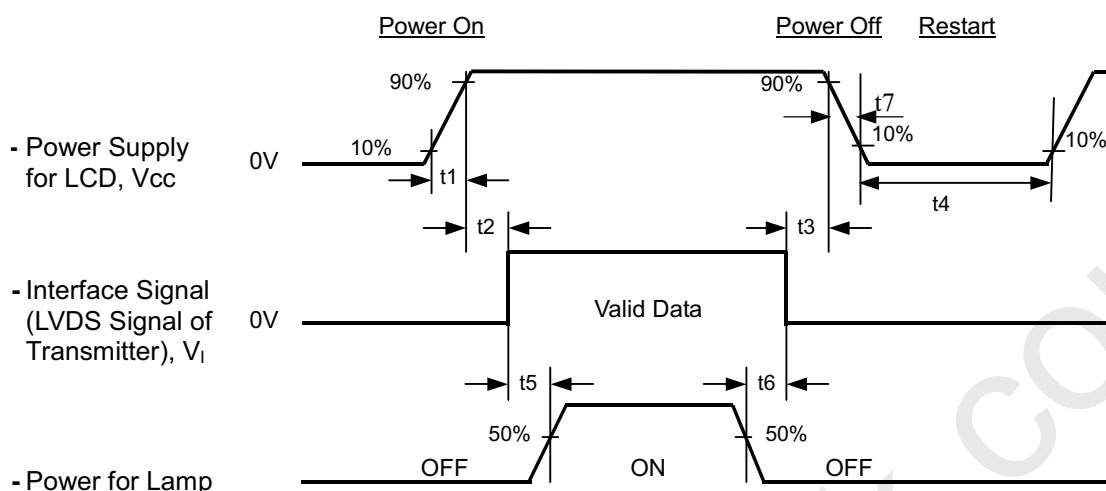 Power On
Power Off
Restart
90%
90%
t7
- Power Supply
for LCD, Vcc
0V
10%
10%
10%
t1
t4
t2
t3
- Interface Signal
(LVDS Signal of
Transmitter), VI
0V
Valid Data
t5
t6
50%
50%
- Power for Lamp
OFF
ON
OFF